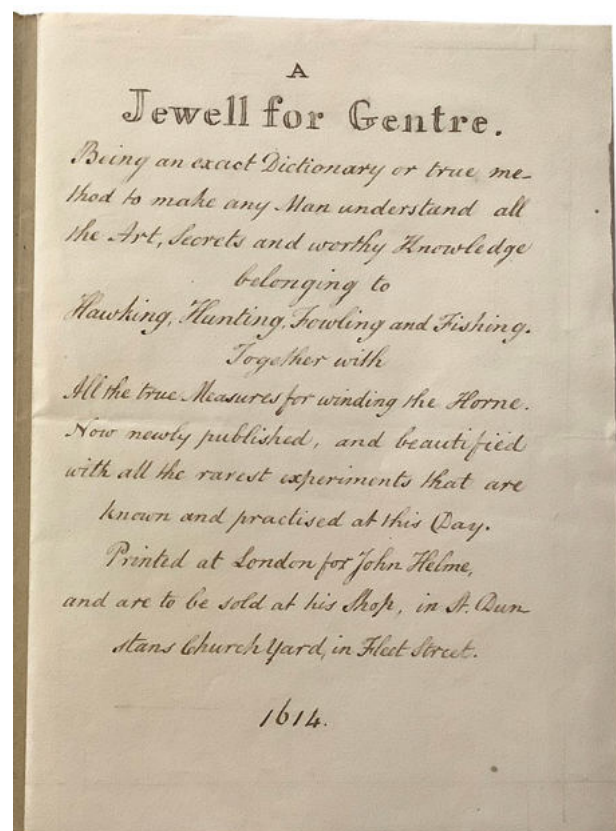 A
Jewell for Gentre.
Being an exact Dictionary or true me-
thod to make any Man understand all
the Art, Secrets and worthy Knowledge
belonging to
Hawking, Hunting, Fowling and Fishing.
Together with
All the true Measures for winding the Horne.
Now newly published, and beautified
with all the rarest experiments that are
known and practised at this Day.
Printed at London for John Helme,
and are to be sold at his Shop, in St. Dun
stans Church Yard, in Fleet Street.
1614.